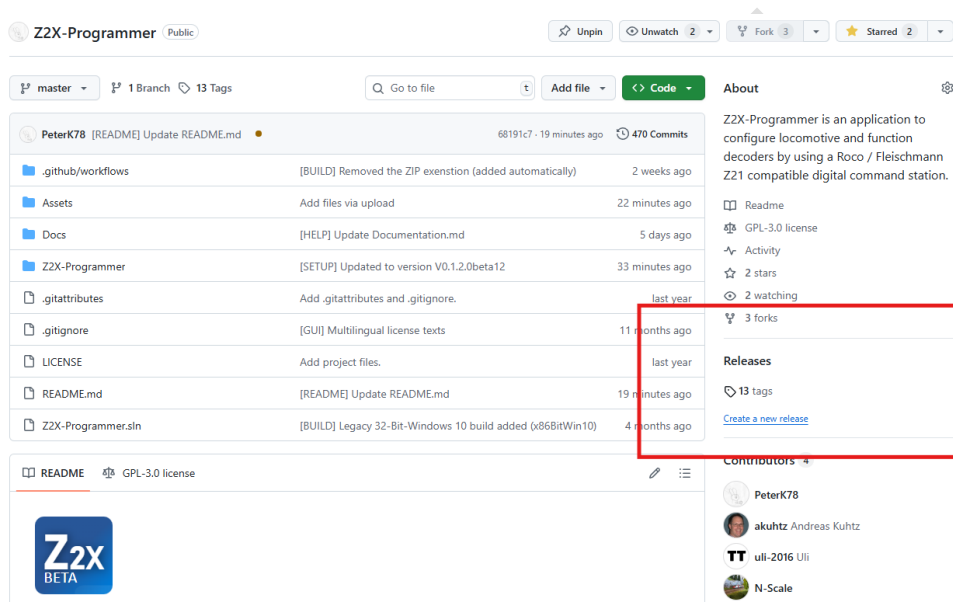 Z2X-Programmer Public
Unpin
Unwatch 2
Fork 3
Starred 2
master
1 Branch
13 Tags
Go to file t
Add file
<> Code
PeterK78 [README] Update README.md
68191c7 · 19 minutes ago
470 Commits
.github/workflows [BUILD] Removed the ZIP exenstion (added automatically) 2 weeks ago
Assets Add files via upload 22 minutes ago
Docs [HELP] Update Documentation.md 5 days ago
Z2X-Programmer [SETUP] Updated to version V0.1.2.0beta12 33 minutes ago
.gitattributes Add .gitattributes and .gitignore. last year
.gitignore [GUI] Multilingual license texts 11 months ago
LICENSE Add project files. last year
README.md [README] Update README.md 19 minutes ago
Z2X-Programmer.sln [BUILD] Legacy 32-Bit-Windows 10 build added (x86BitWin10) 4 months ago
README
GPL-3.0 license
Z2X
BETA
About
Z2X-Programmer is an application to
configure locomotive and function
decoders by using a Roco / Fleischmann
Z21 compatible digital command station.
Readme
GPL-3.0 license
Activity
2 stars
2 watching
3 forks
Releases
13 tags
Create a new release
Contributors 4
PeterK78
akuhtz Andreas Kuhtz
TT uli-2016 Uli
N-Scale